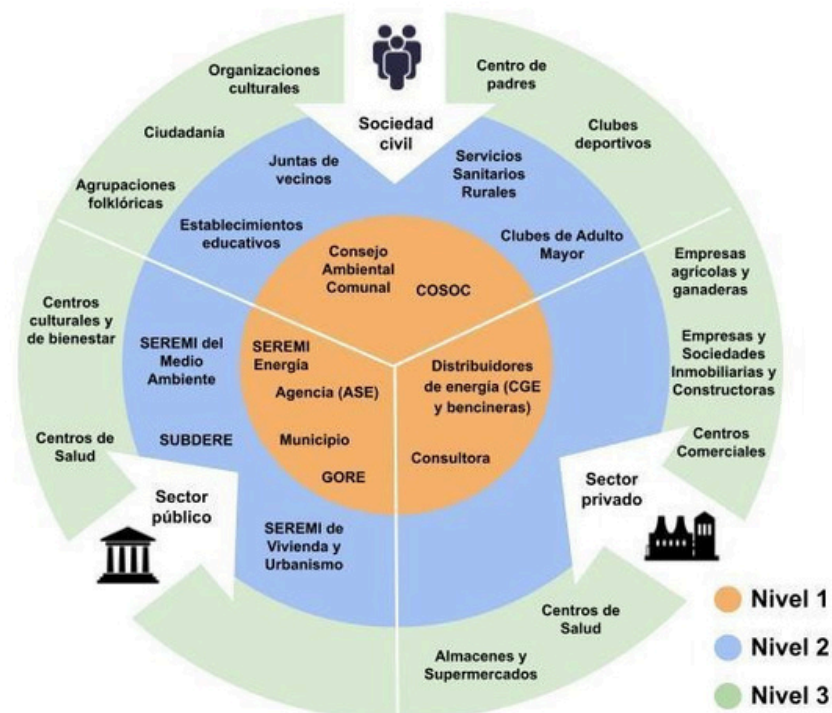 Organizaciones
culturales
Ciudadanía
Agrupaciones
folklóricas
Sociedad
civil
Centro de
padres
Clubes
deportivos
Juntas de
vecinos
Establecimientos
educativos
Servicios
Sanitarios
Rurales
Clubes de Adulto
Mayor
Consejo
Ambiental
Comunal
COSOC
Centros
culturales y
de bienestar
SEREMI del
Medio
Ambiente
SEREMI
Energía
Agencia (ASE)
Municipio
GORE
Distribuidores
de energía (CGE
y bencineras)
Consultora
Empresas
agrícolas y
ganaderas
Empresas y
Sociedades
Inmobiliarias y
Constructoras
Centros
Comerciales
Centros de
Salud
SUBDERE
Sector
público
SEREMI de
Vivienda y
Urbanismo
Sector
privado
Centros de
Salud
Almacenes y
Supermercados
Nivel 1
Nivel 2
Nivel 3